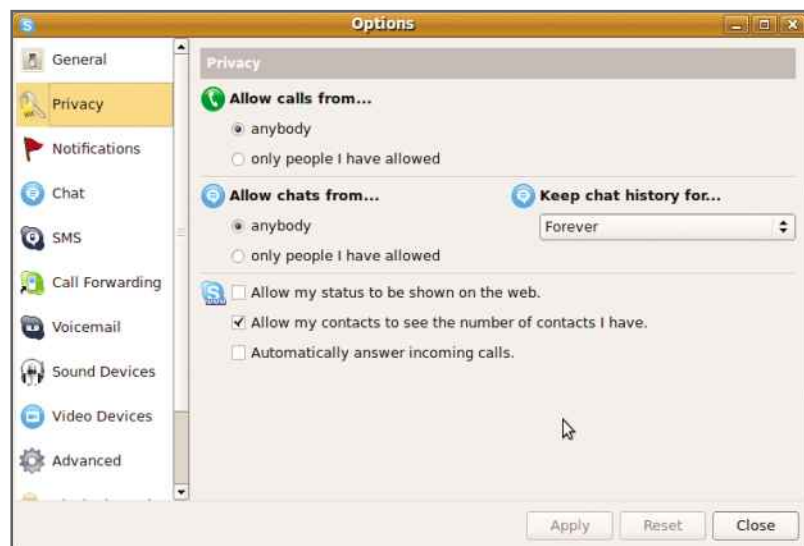 Options
General
Privacy
Notifications
Chat
SMS
Call Forwarding
Voicemail
Sound Devices
Video Devices
Advanced
Privacy
Allow calls from...
anybody
only people I have allowed
Allow chats from...
anybody
only people I have allowed
Keep chat history for...
Forever
Allow my status to be shown on the web.
Allow my contacts to see the number of contacts I have.
Automatically answer incoming calls.
Apply
Reset
Close